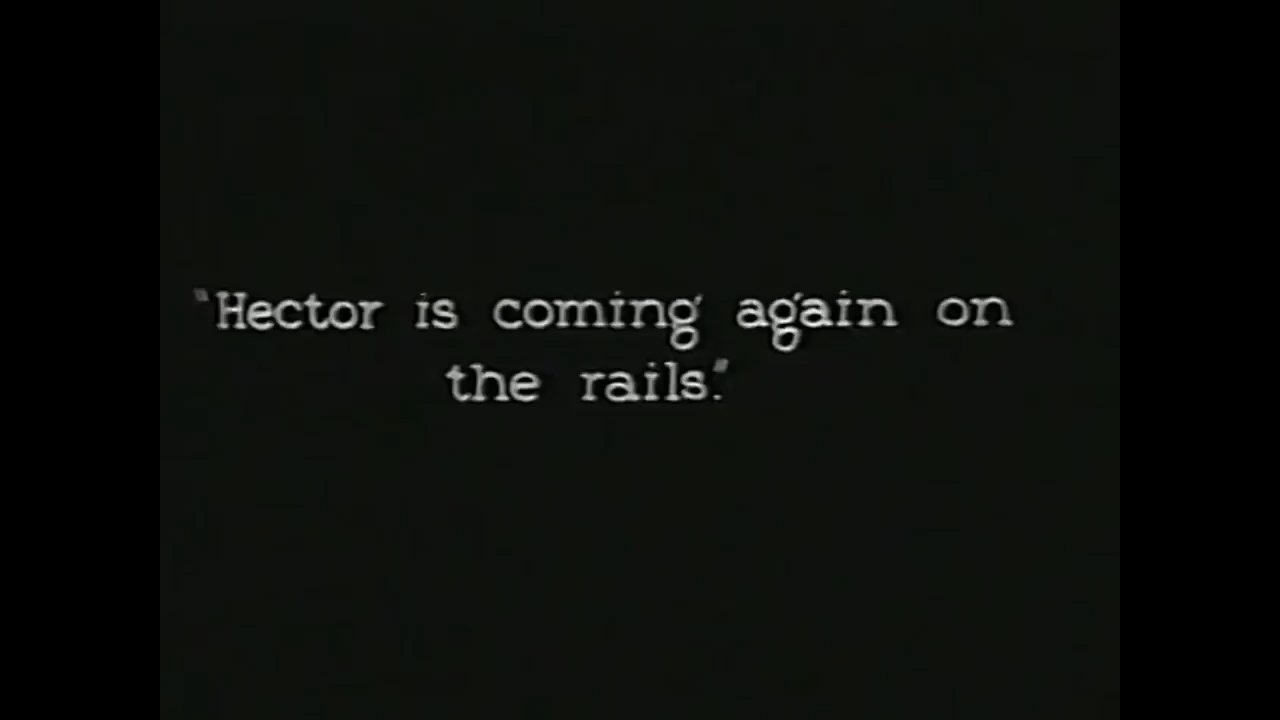 "Hector is coming again on
the rails."